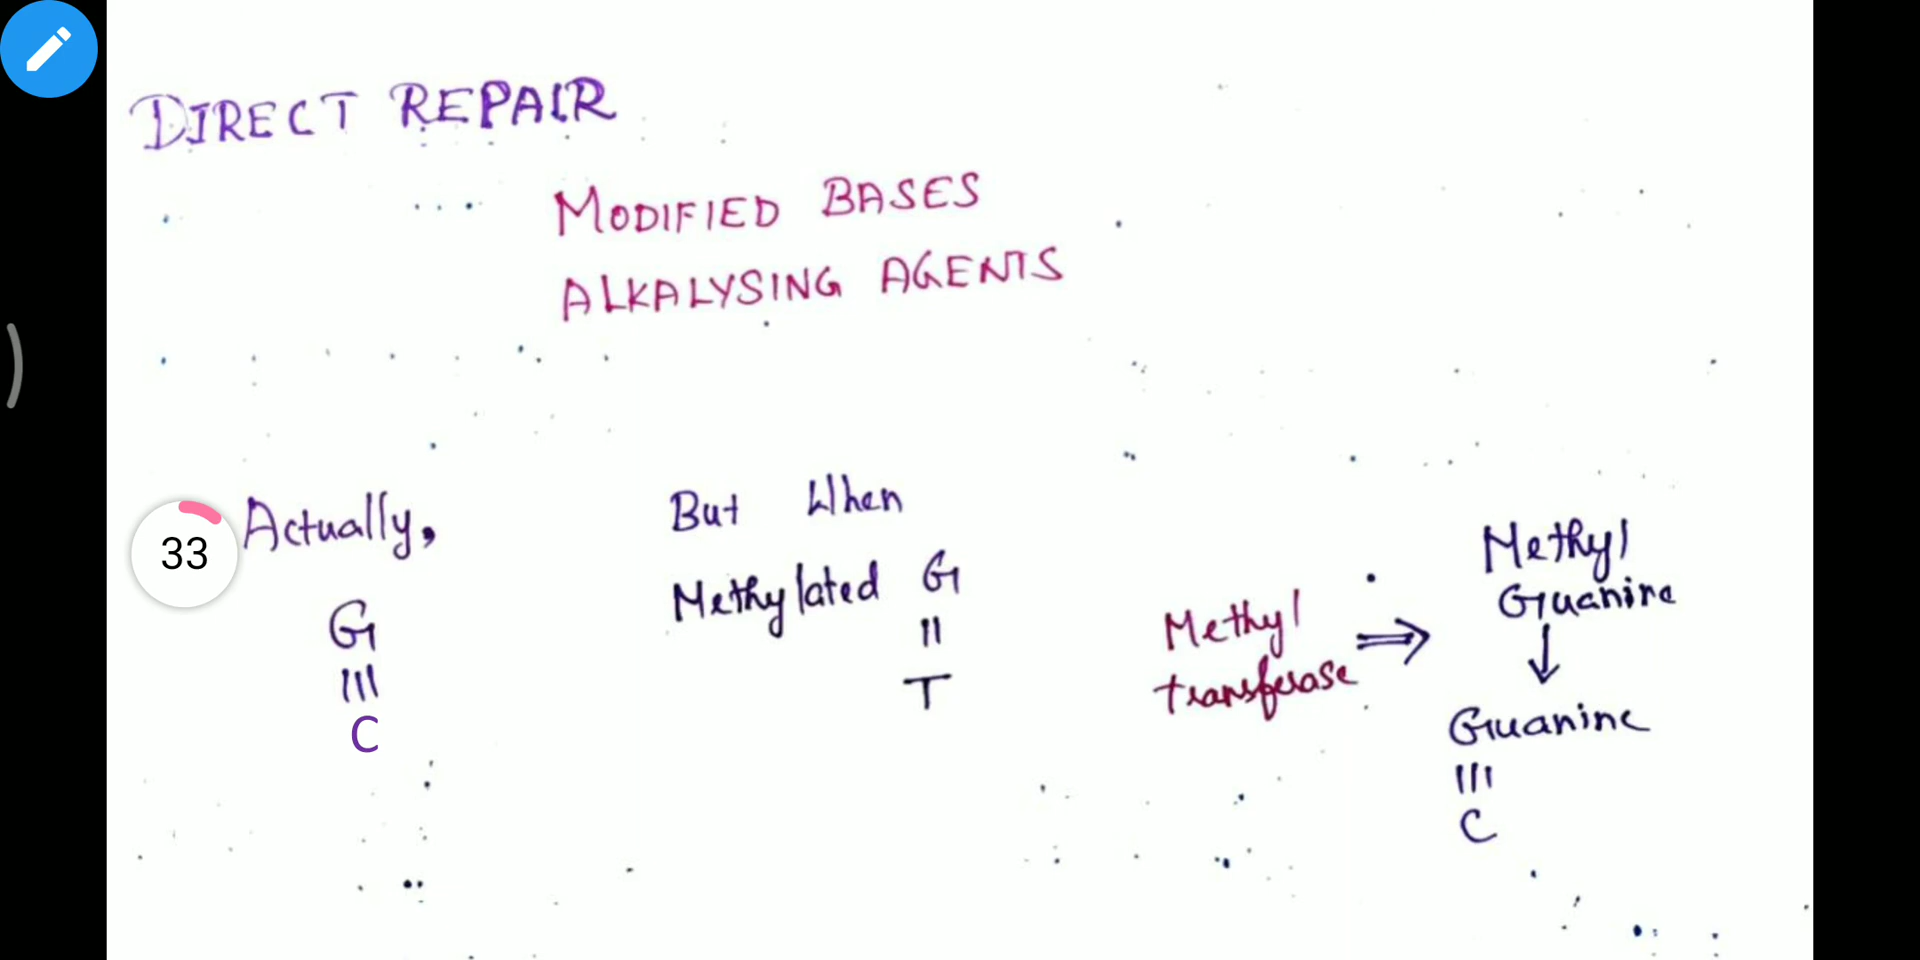 DIRECT REPAIR
MODIFIED BASES
ALKALYSING AGENTS
33
Actually,
G
III
C
But When
Methylated G
II
T
Methyl
transferase ⇒
Methyl
Guanine
↓
Guanine
III
C